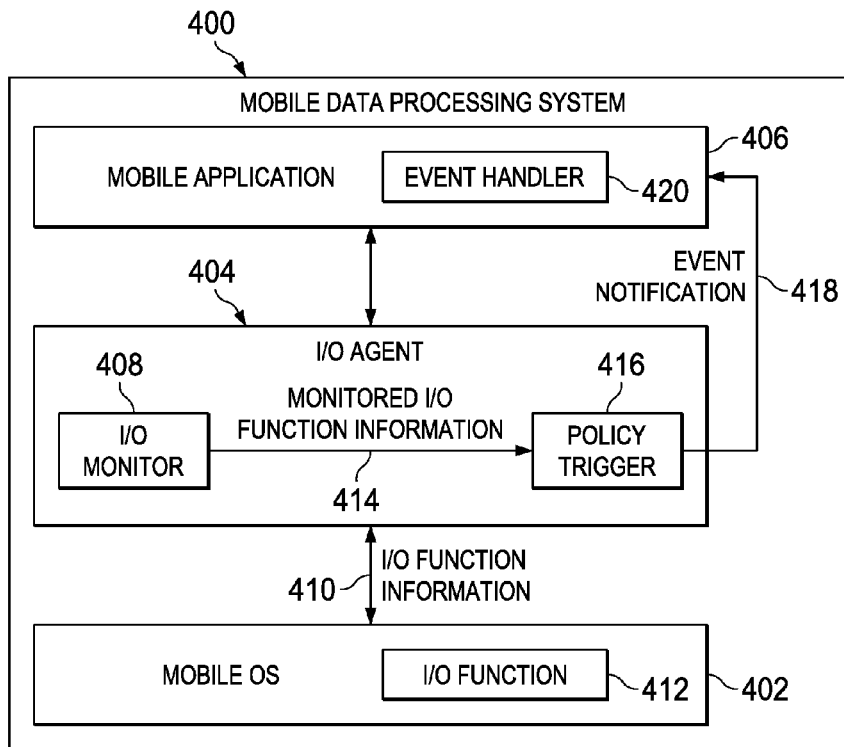 400
MOBILE DATA PROCESSING SYSTEM
406
MOBILE APPLICATION
EVENT HANDLER
420
EVENT
NOTIFICATION
418
404
I/O AGENT
408
MONITORED I/O
FUNCTION INFORMATION
416
I/O
MONITOR
POLICY
TRIGGER
414
410
I/O FUNCTION
INFORMATION
MOBILE OS
I/O FUNCTION
412
402